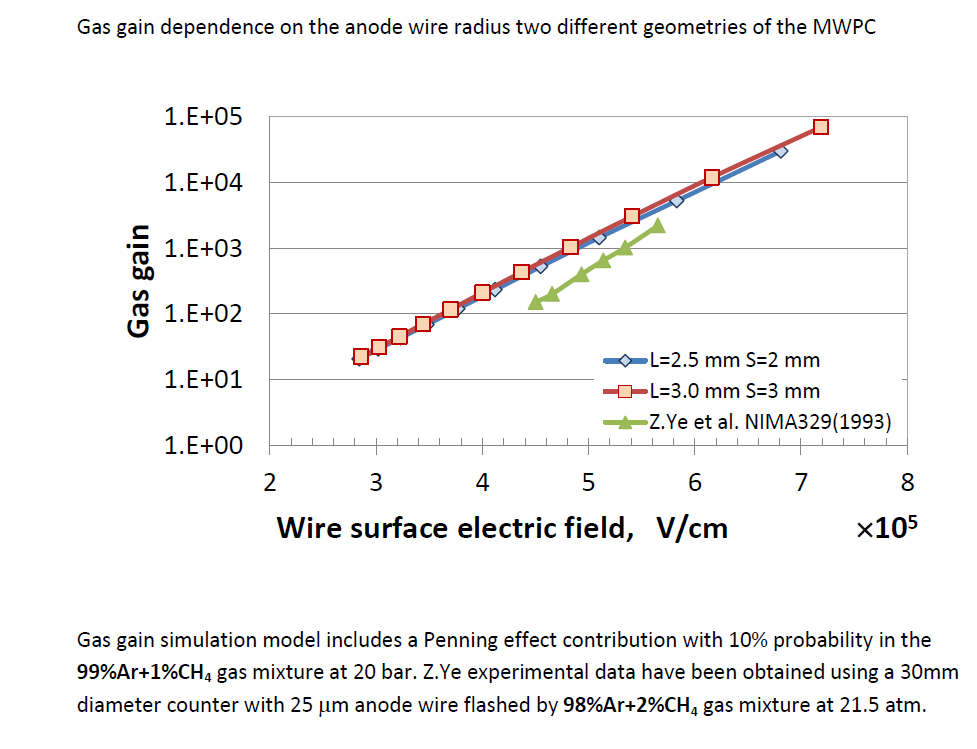 Gas gain dependence on the anode wire radius two different geometries of the MWPC
1.E+05
1.E+04
1.E+03
1.E+02
1.E+01
1.E+00
Gas gain
L=2.5 mm S=2 mm
L=3.0 mm S=3 mm
Z.Ye et al. NIMA329(1993)
2 3 4 5 6 7 8
Wire surface electric field, V/cm ×10⁵
Gas gain simulation model includes a Penning effect contribution with 10% probability in the
99%Ar+1%CH₄ gas mixture at 20 bar. Z.Ye experimental data have been obtained using a 30mm
diameter counter with 25 µm anode wire flashed by 98%Ar+2%CH₄ gas mixture at 21.5 atm.